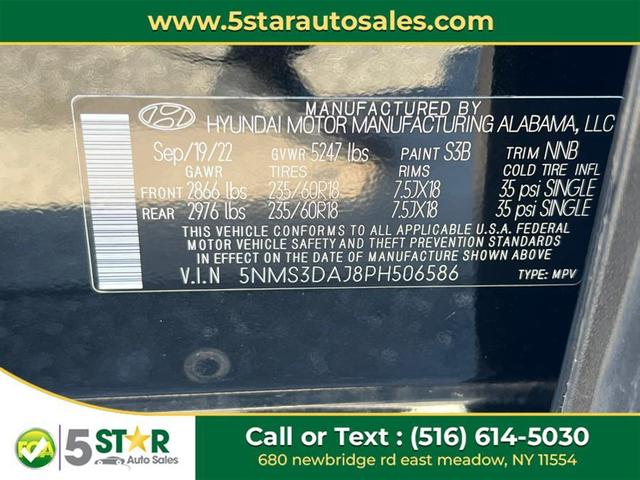 www.5starautosales.com
MANUFACTURED BY
HYUNDAI MOTOR MANUFACTURING ALABAMA, LLC
Sep/19/22 GVWR 5247 lbs PAINT S3B TRIM NNB
GAWR TIRES RIMS COLD TIRE INFL
FRONT 2866 lbs 235/60R18 7.5JX18 35 psi SINGLE
REAR 2976 lbs 235/60R18 7.5JX18 35 psi SINGLE
THIS VEHICLE CONFORMS TO ALL APPLICABLE U.S.A. FEDERAL
MOTOR VEHICLE SAFETY AND THEFT PREVENTION STANDARDS
IN EFFECT ON THE DATE OF MANUFACTURE SHOWN ABOVE.
V.I.N 5NMS3DAJ8PH506586 TYPE: MPV
5 STAR
Auto Sales
Call or Text : (516) 614-5030
680 newbridge rd east meadow, NY 11554